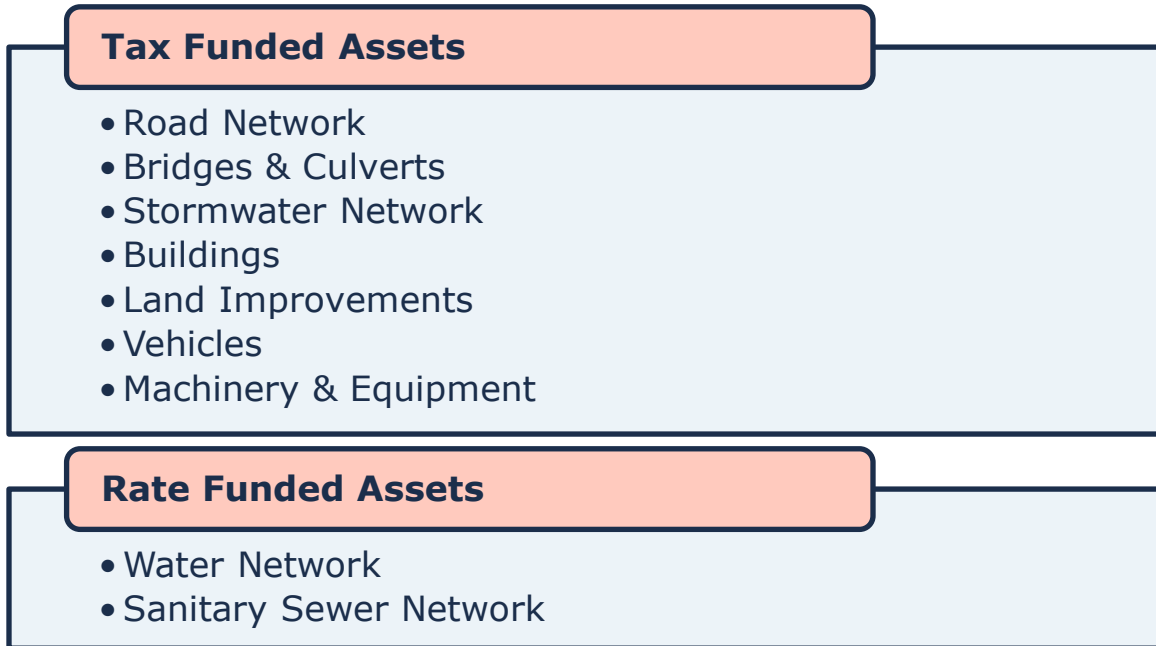 Tax Funded Assets
• Road Network
• Bridges & Culverts
• Stormwater Network
• Buildings
• Land Improvements
• Vehicles
• Machinery & Equipment
Rate Funded Assets
• Water Network
• Sanitary Sewer Network